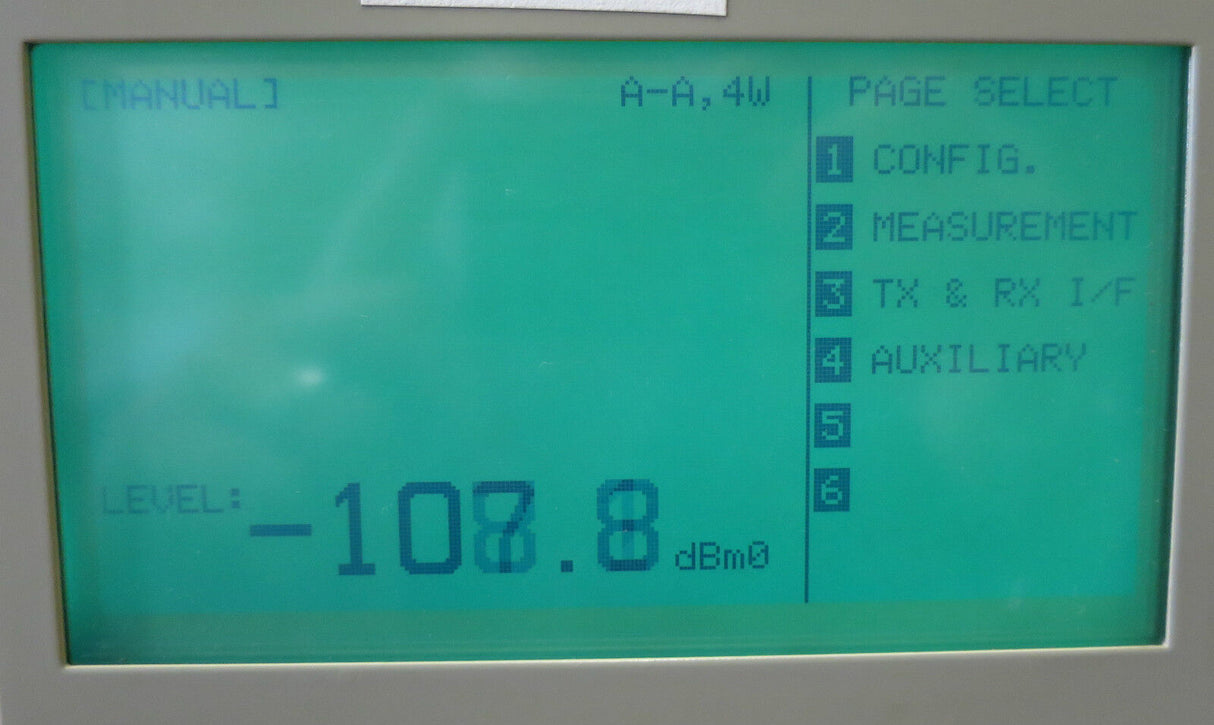 [MANUAL] A-A,4W
LEVEL: -107.8 dBm0
PAGE SELECT
1 CONFIG.
2 MEASUREMENT
3 TX & RX I/F
4 AUXILIARY
5
6